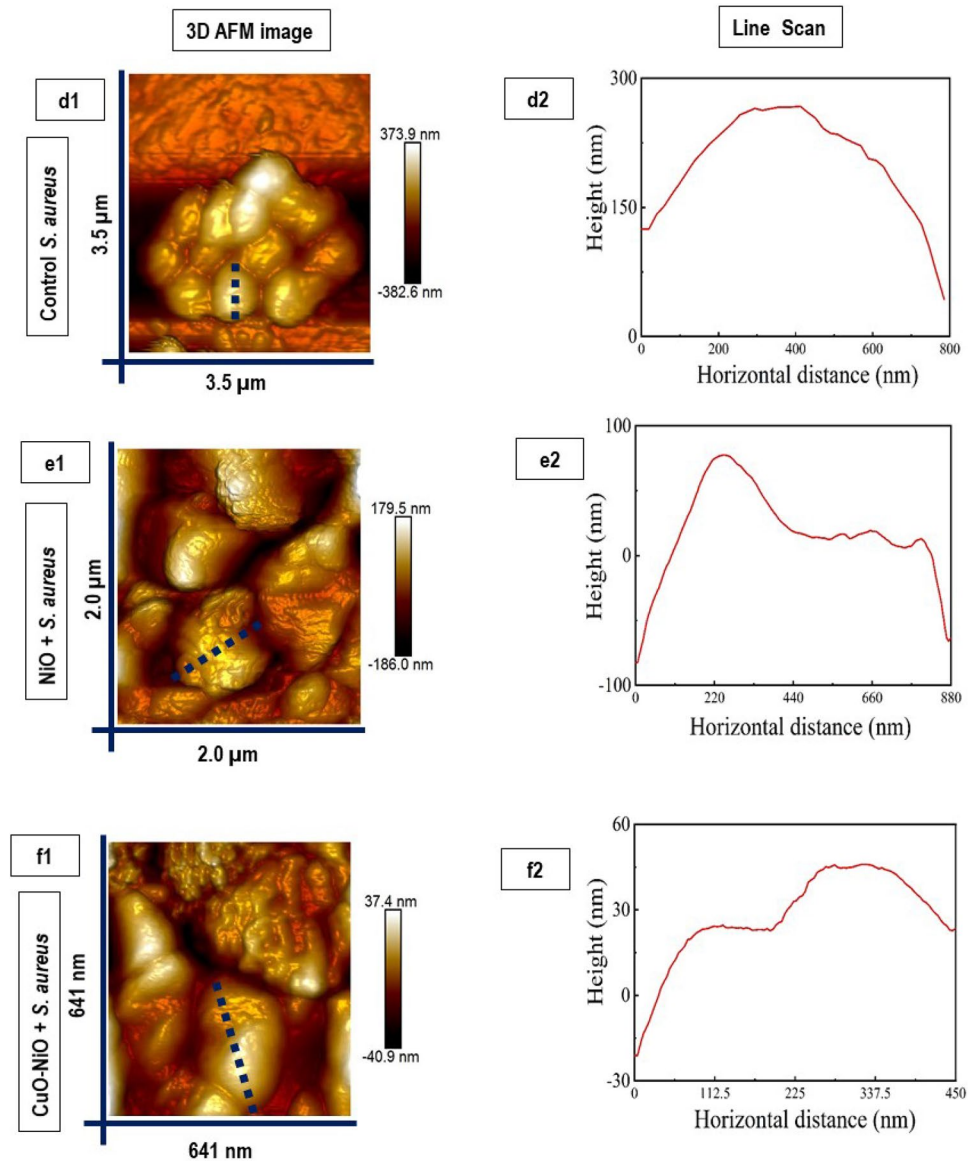 3D AFM image
Line Scan
d1
Control S. aureus
3.5 µm
3.5 µm
373.9 nm
-382.6 nm
d2
Height (nm)
300
150
0
0 200 400 600 800
Horizontal distance (nm)
e1
NiO + S. aureus
2.0 µm
2.0 µm
179.5 nm
-186.0 nm
e2
Height (nm)
100
0
-100
0 220 440 660 880
Horizontal distance (nm)
f1
CuO-NiO + S. aureus
641 nm
641 nm
37.4 nm
-40.9 nm
f2
Height (nm)
60
30
0
-30
0 112.5 225 337.5 450
Horizontal distance (nm)